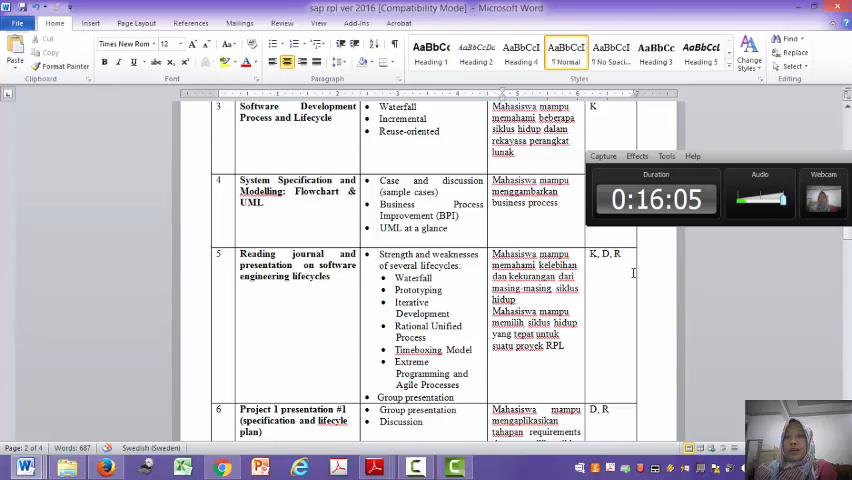 sap rpl ver 2016 [Compatibility Mode] - Microsoft Word
File Home Insert Page Layout References Mailings Review View Add-Ins Acrobat
Cut
Copy
Format Painter
Paste
Clipboard
Times New Rom 12
Font
Paragraph
AaBbCc AaBbCcDc AaBbCcI AaBbCcI AaBbCcDc AaBbCc AaBbCcL
Heading 1 Heading 2 Heading 4 ¶ Normal ¶ No Spaci... Heading 3 Heading 5
Styles
Change
Styles
Find
Replace
Select
Editing
3 Software Development
Process and Lifecycle
• Waterfall
• Incremental
• Reuse-oriented
Mahasiswa mampu
memahami beberapa
siklus hidup dalam
rekayasa perangkat
lunak
K
4 System Specification and
Modelling: Flowchart &
UML
• Case and discussion
(sample cases)
• Business Process
Improvement (BPI)
• UML at a glance
Mahasiswa mampu
menggambarkan
business process
5 Reading journal and
presentation on software
engineering lifecycles
• Strength and weaknesses
of several lifecycles:
• Waterfall
• Prototyping
• Iterative
Development
• Rational Unified
Process
• Timeboxing Model
• Extreme
Programming and
Agile Processes
• Group presentation
Mahasiswa mampu
memahami kelebihan
dan kekurangan dari
masing-masing siklus
hidup
Mahasiswa mampu
memilih siklus hidup
yang tepat untuk
suatu proyek RPL
K, D, R
6 Project 1 presentation #1
(specification and lifecyle
plan)
• Group presentation
• Discussion
Mahasiswa mampu
mengaplikasikan
tahapan requirements
D, R
Capture Effects Tools Help
Duration
0:16:05
Audio
Webcam
Page: 2 of 4 Words: 687 Swedish (Sweden)